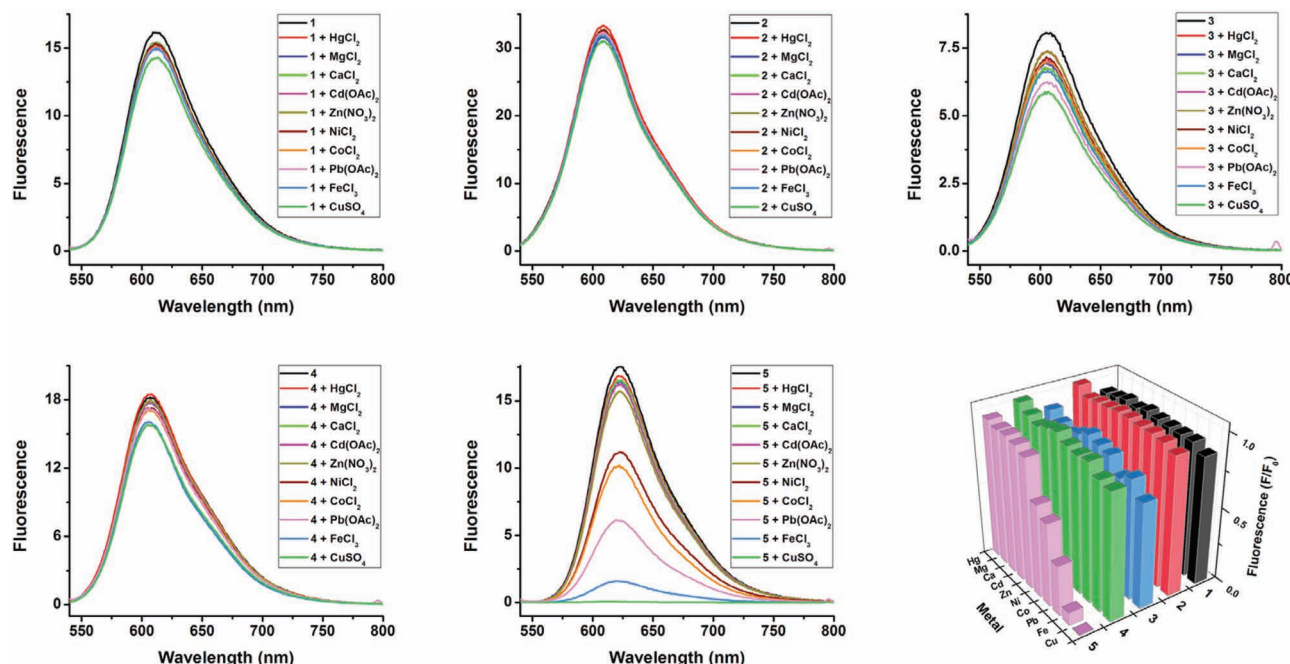 Fluorescence
15
10
5
0
550 600 650 700 750 800
Wavelength (nm)
1
1 + HgCl₂
1 + MgCl₂
1 + CaCl₂
1 + Cd(OAc)₂
1 + Zn(NO₃)₂
1 + NiCl₂
1 + CoCl₂
1 + Pb(OAc)₂
1 + FeCl₃
1 + CuSO₄
Fluorescence
30
20
10
0
550 600 650 700 750 800
Wavelength (nm)
2
2 + HgCl₂
2 + MgCl₂
2 + CaCl₂
2 + Cd(OAc)₂
2 + Zn(NO₃)₂
2 + NiCl₂
2 + CoCl₂
2 + Pb(OAc)₂
2 + FeCl₃
2 + CuSO₄
Fluorescence
7.5
5.0
2.5
0.0
550 600 650 700 750 800
Wavelength (nm)
3
3 + HgCl₂
3 + MgCl₂
3 + CaCl₂
3 + Cd(OAc)₂
3 + Zn(NO₃)₂
3 + NiCl₂
3 + CoCl₂
3 + Pb(OAc)₂
3 + FeCl₃
3 + CuSO₄
Fluorescence
18
12
6
0
550 600 650 700 750 800
Wavelength (nm)
4
4 + HgCl₂
4 + MgCl₂
4 + CaCl₂
4 + Cd(OAc)₂
4 + Zn(NO₃)₂
4 + NiCl₂
4 + CoCl₂
4 + Pb(OAc)₂
4 + FeCl₃
4 + CuSO₄
Fluorescence
15
10
5
0
550 600 650 700 750 800
Wavelength (nm)
5
5 + HgCl₂
5 + MgCl₂
5 + CaCl₂
5 + Cd(OAc)₂
5 + Zn(NO₃)₂
5 + NiCl₂
5 + CoCl₂
5 + Pb(OAc)₂
5 + FeCl₃
5 + CuSO₄
1.0
0.5
0.0
Fluorescence (F/F₀)
Hg
Mg
Ca
Cd
Zn
Ni
Co
Pb
Fe
Cu
Metal
5 4 3 2 1